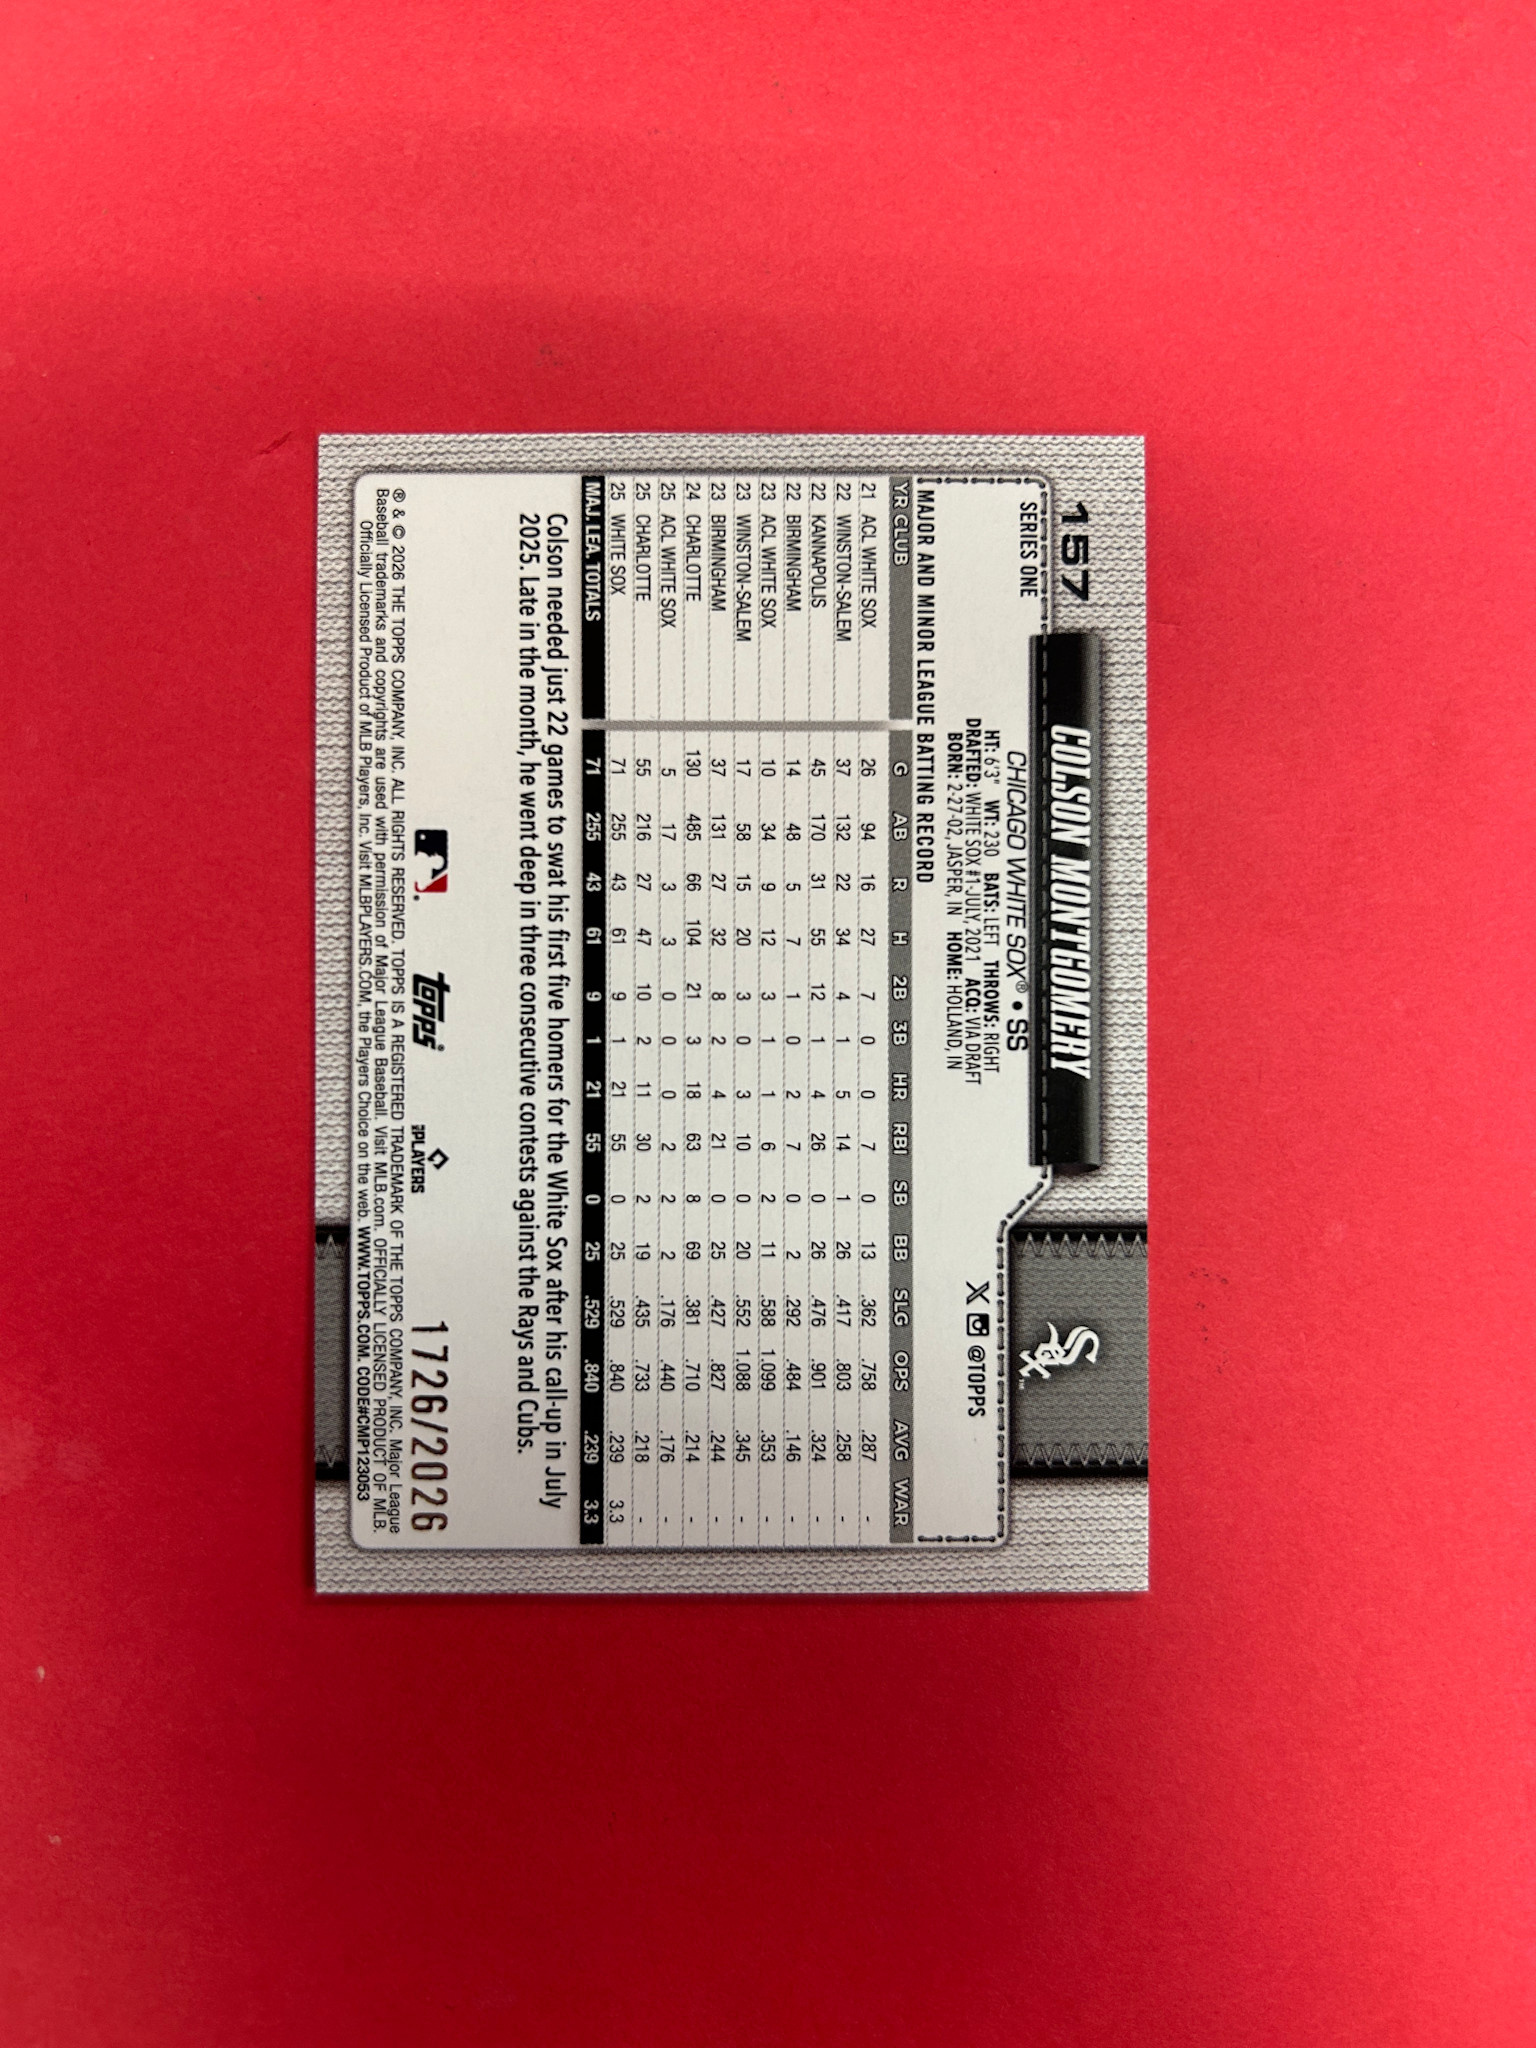 157
COLSON MONTGOMERY
SERIES ONE
CHICAGO WHITE SOX® • SS
HT: 6'3" WT: 230 BATS: LEFT THROWS: RIGHT
DRAFTED: WHITE SOX #1-JULY, 2021 ACQ: VIA DRAFT
BORN: 2-27-02, JASPER, IN HOME: HOLLAND, IN
Sox
X @TOPPS
MAJOR AND MINOR LEAGUE BATTING RECORD
YR CLUB G AB R H 2B 3B HR RBI SB BB SLG OPS AVG WAR
21 ACL WHITE SOX 26 94 16 27 7 0 0 7 0 13 .362 .758 .287 -
22 WINSTON-SALEM 37 132 22 34 4 1 5 14 1 26 .417 .803 .258 -
22 KANNAPOLIS 45 170 31 55 12 1 4 26 0 26 .476 .901 .324 -
22 BIRMINGHAM 14 48 5 7 1 0 2 7 0 2 .292 .484 .146 -
23 ACL WHITE SOX 10 34 9 12 3 1 1 6 2 11 .588 1.099 .353 -
23 WINSTON-SALEM 17 58 15 20 3 0 3 10 0 20 .552 1.088 .345 -
23 BIRMINGHAM 37 131 27 32 8 2 4 21 0 25 .427 .827 .244 -
24 CHARLOTTE 130 485 66 104 21 3 18 63 8 69 .381 .710 .214 -
25 ACL WHITE SOX 5 17 3 3 0 0 0 2 2 2 .176 .440 .176 -
25 CHARLOTTE 55 216 27 47 10 2 11 30 2 19 .435 .733 .218 -
25 WHITE SOX 71 255 43 61 9 1 21 55 0 25 .529 .840 .239 3.3
MAJ. LEA. TOTALS 71 255 43 61 9 1 21 55 0 25 .529 .840 .239 3.3
Colson needed just 22 games to swat his first five homers for the White Sox after his call-up in July
2025. Late in the month, he went deep in three consecutive contests against the Rays and Cubs.
topps® PLAYERS 1726/2026
® & © 2026 THE TOPPS COMPANY, INC. ALL RIGHTS RESERVED. TOPPS IS A REGISTERED TRADEMARK OF THE TOPPS COMPANY, INC. Major League
Baseball trademarks and copyrights are used with permission of Major League Baseball. Visit MLB.com. OFFICIALLY LICENSED PRODUCT OF MLB.
Officially Licensed Product of MLB Players, Inc. Visit MLBPLAYERS.COM, the Players Choice on the web. WWW.TOPPS.COM. CODE#CMP123053